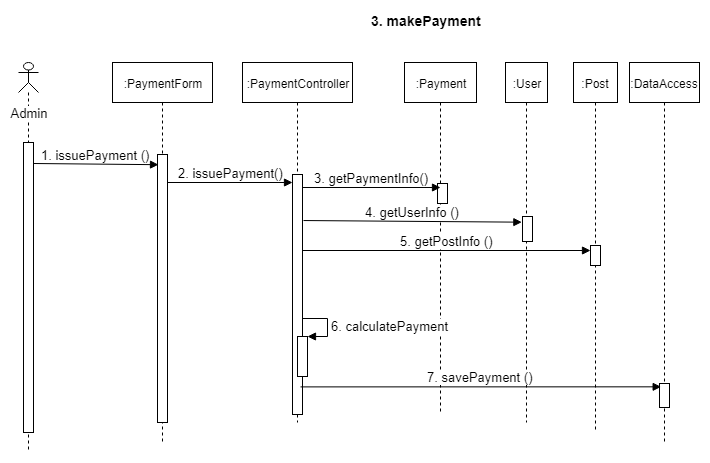 3. makePayment
:PaymentForm
:PaymentController
:Payment
:User
:Post
:DataAccess
Admin
1. issuePayment ()
2. issuePayment()
3. getPaymentInfo()
4. getUserInfo ()
5. getPostInfo ()
6. calculatePayment
7. savePayment ()